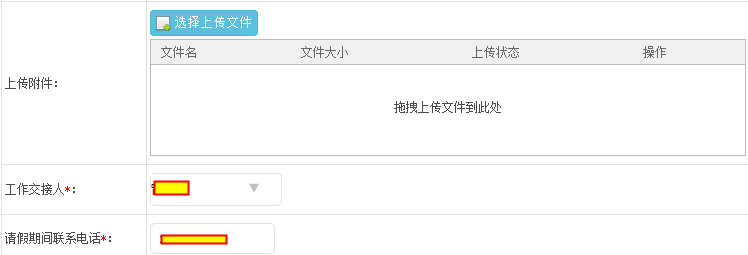 选择上传文件
文件名 文件大小 上传状态 操作
上传附件:
拖拽上传文件到此处
工作交接人*:
请假期间联系电话*: